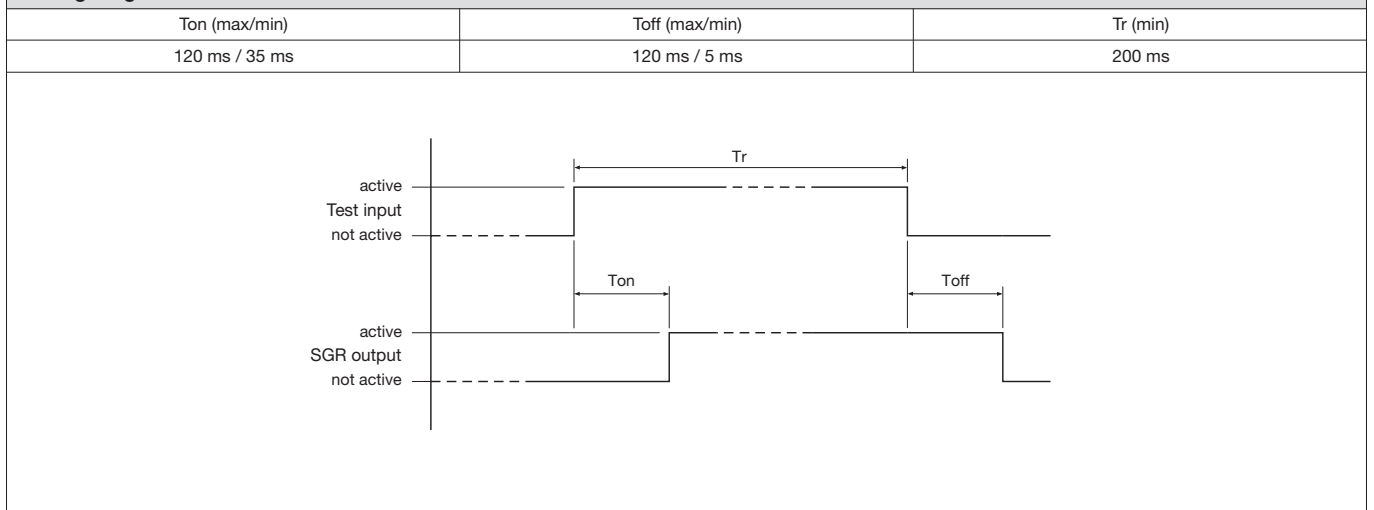 Ton (max/min) Toff (max/min) Tr (min)
120 ms / 35 ms 120 ms / 5 ms 200 ms
Tr
active
Test input
not active
Ton Toff
active
SGR output
not active